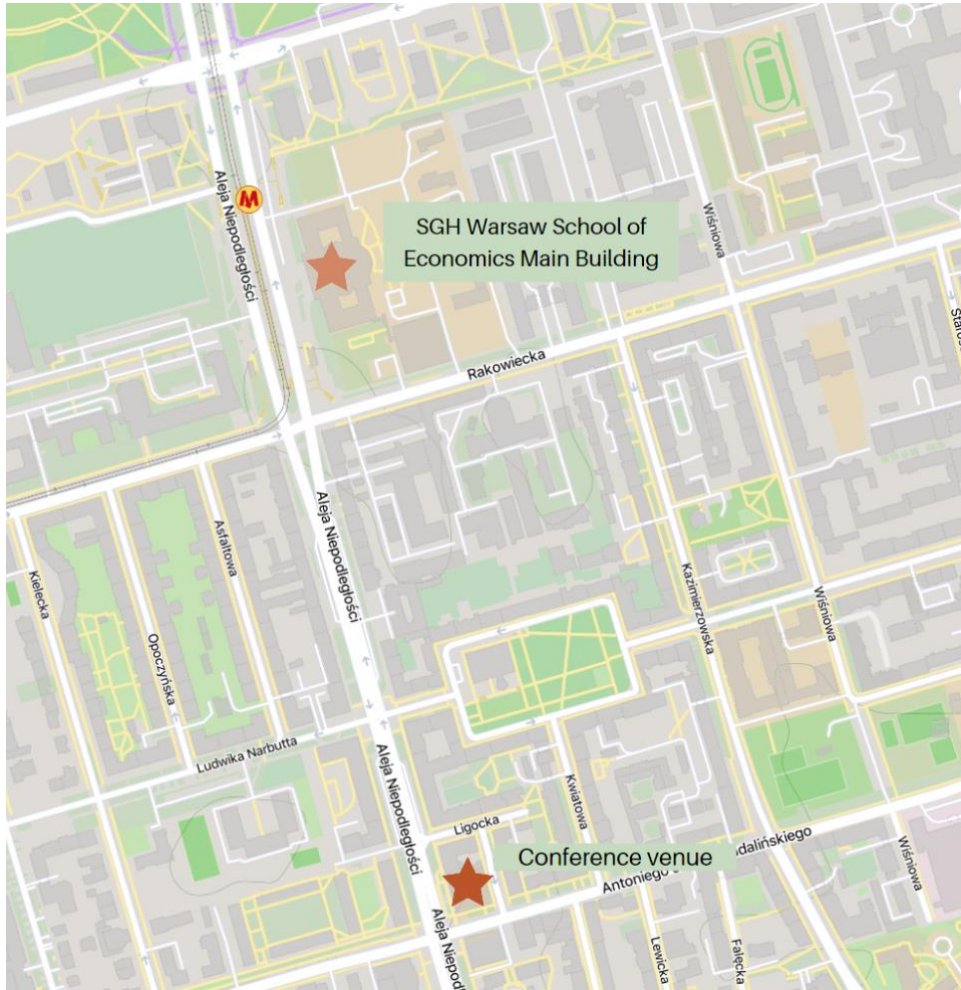 M
Aleja Niepodległości
SGH Warsaw School of
Economics Main Building
Wiśniowa
Rakowiecka
Aleja Niepodległości
Asfaltowa
Kielecka
Opoczyńska
Kazimierzowska
Wiśniowa
Ludwika Narbutta
Aleja Niepodległości
Kwiatowa
Ligocka
Conference venue
Antoniego
Wiśniowa
Lewicka
Fałęcka